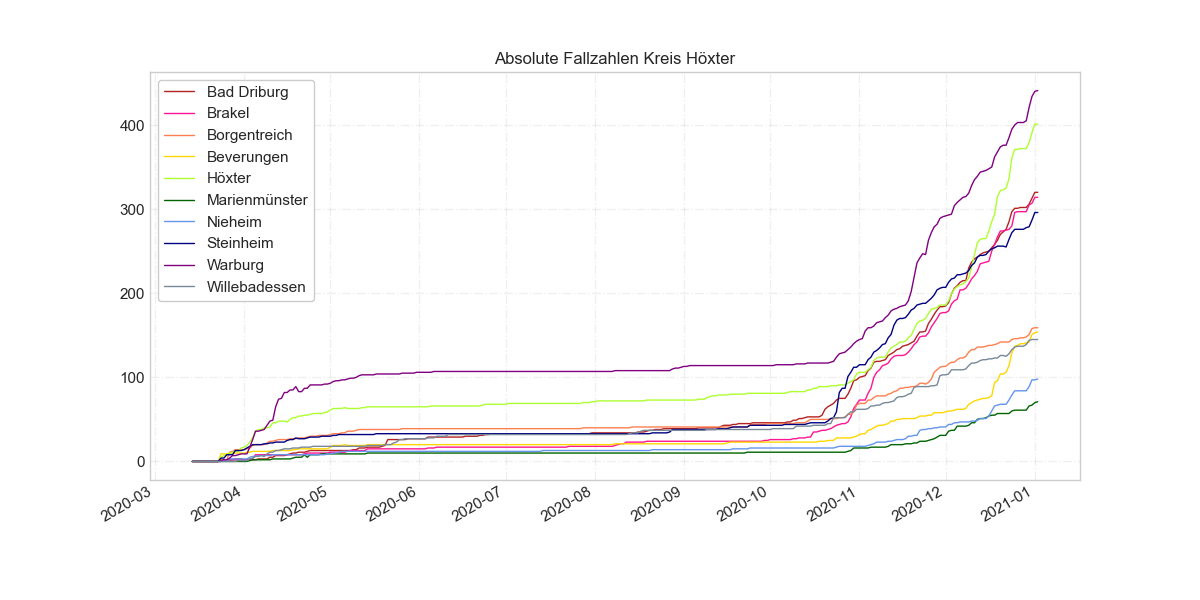 Absolute Fallzahlen Kreis Höxter
Bad Driburg
Brakel
Borgentreich
Beverungen
Höxter
Marienmünster
Nieheim
Steinheim
Warburg
Willebadessen
400
300
200
100
0
2020-03
2020-04
2020-05
2020-06
2020-07
2020-08
2020-09
2020-10
2020-11
2020-12
2021-01